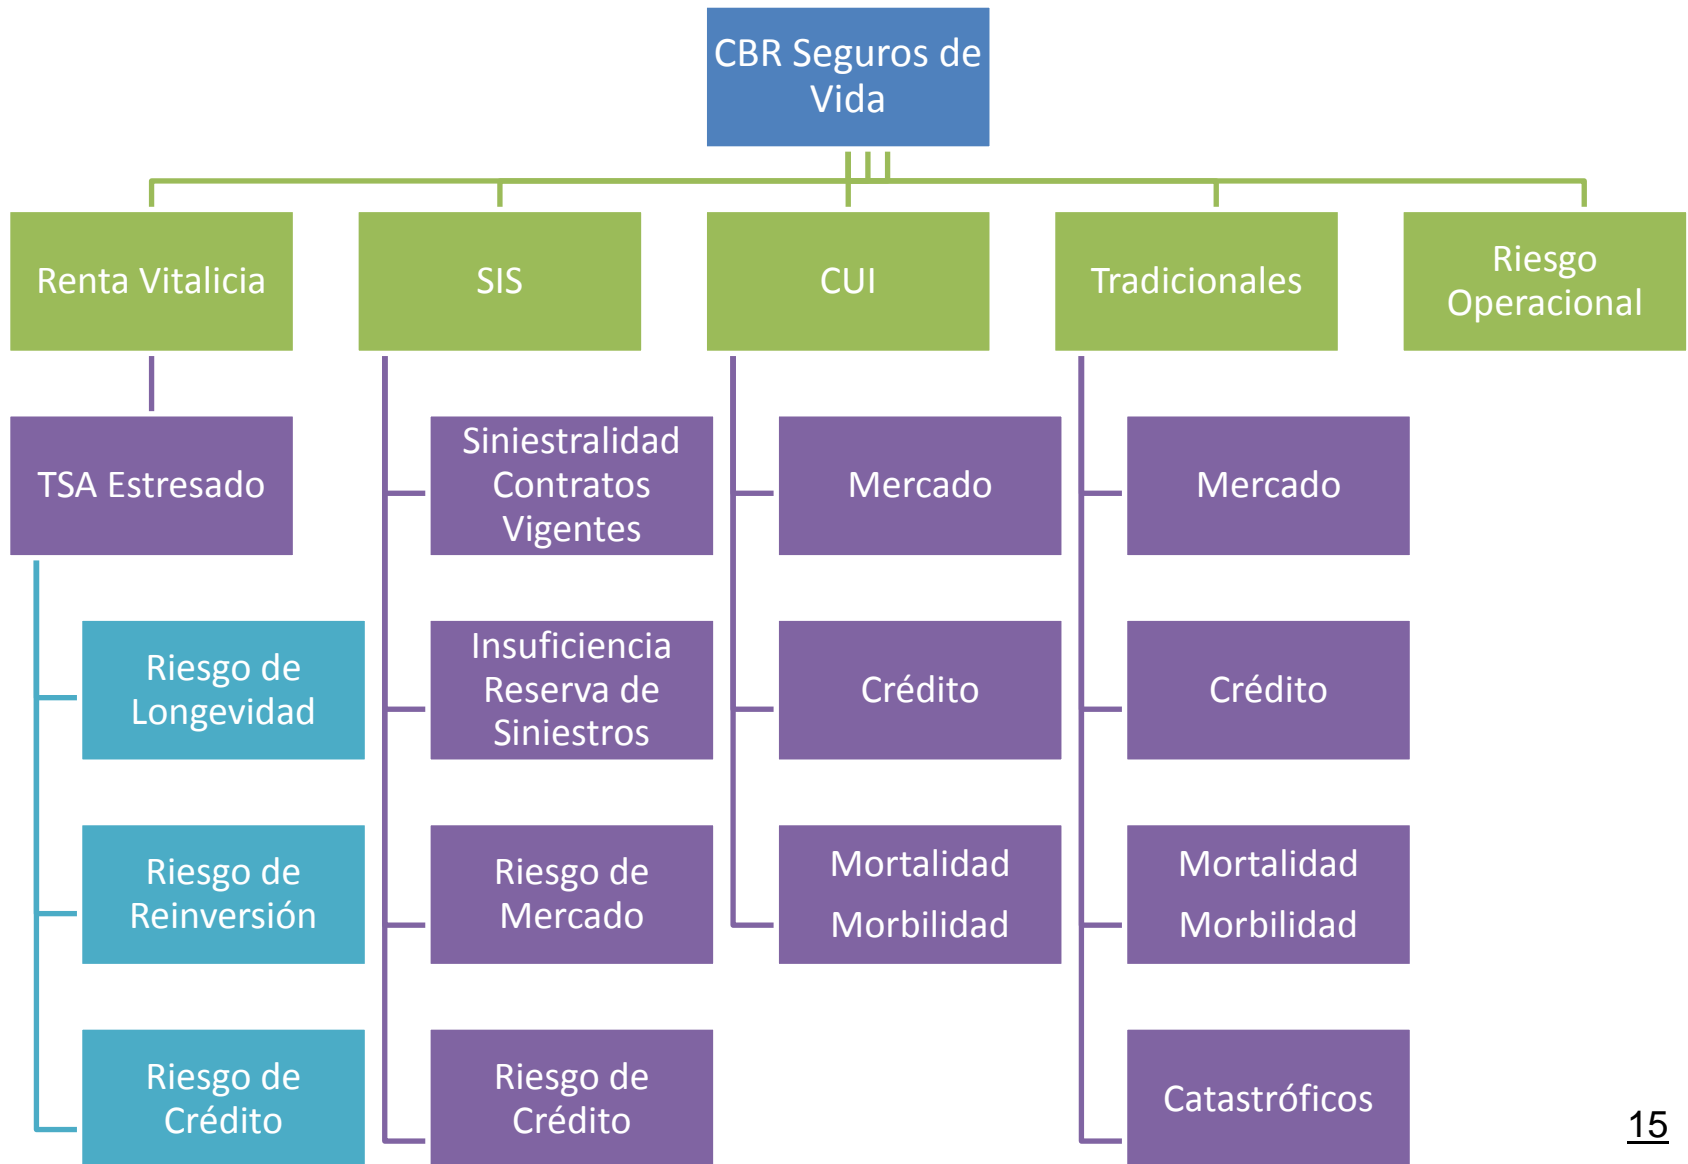 CBR Seguros de
Vida
Renta Vitalicia
SIS
CUI
Tradicionales
Riesgo
Operacional
TSA Estresado
Riesgo de
Longevidad
Riesgo de
Reinversión
Riesgo de
Crédito
Siniestralidad
Contratos
Vigentes
Insuficiencia
Reserva de
Siniestros
Riesgo de
Mercado
Riesgo de
Crédito
Mercado
Crédito
Mortalidad
Morbilidad
Mercado
Crédito
Mortalidad
Morbilidad
Catastróficos
15